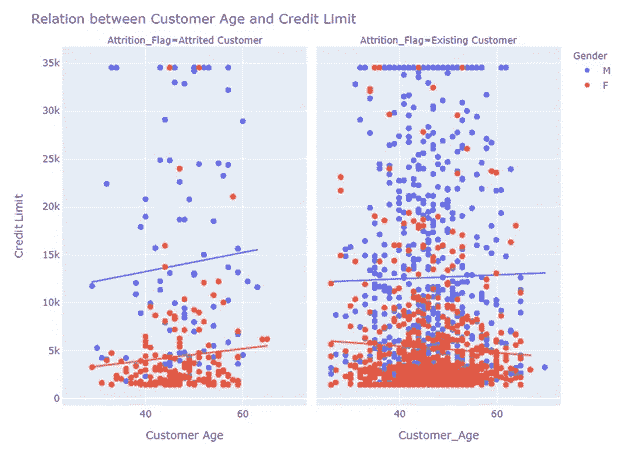 Relation between Customer Age and Credit Limit
Attrition_Flag=Attrited Customer
Attrition_Flag=Existing Customer
Gender
M
F
35k
30k
25k
20k
15k
10k
5k
0
Credit Limit
40
60
40
60
Customer Age
Customer_Age